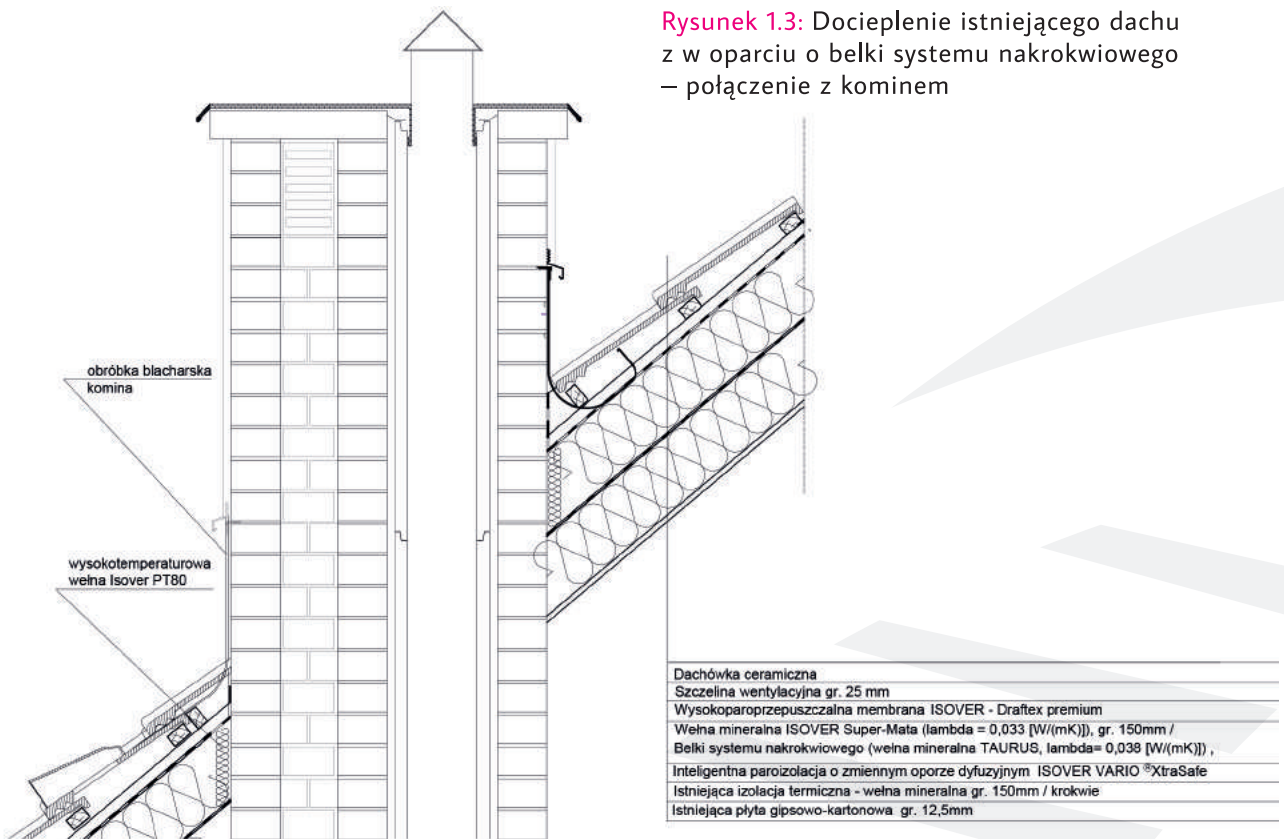 Rysunek 1.3: Docieplenie istniejącego dachu
z w oparciu o belki systemu nakrokwiowego
– połączenie z kominem
obróbka blacharska
komina
wysokotemperaturowa
wełna Isover PT80
Dachówka ceramiczna
Szczelina wentylacyjna gr. 25 mm
Wysokoparoprzepuszczalna membrana ISOVER - Draftex premium
Wełna mineralna ISOVER Super-Mata (lambda = 0,033 [W/(mK)]), gr. 150mm /
Belki systemu nakrokwiowego (wełna mineralna TAURUS, lambda= 0,038 [W/(mK)]) ,
Inteligentna paroizolacja o zmiennym oporze dyfuzyjnym ISOVER VARIO ®XtraSafe
Istniejąca izolacja termiczna - wełna mineralna gr. 150mm / krokwie
Istniejąca płyta gipsowo-kartonowa gr. 12,5mm